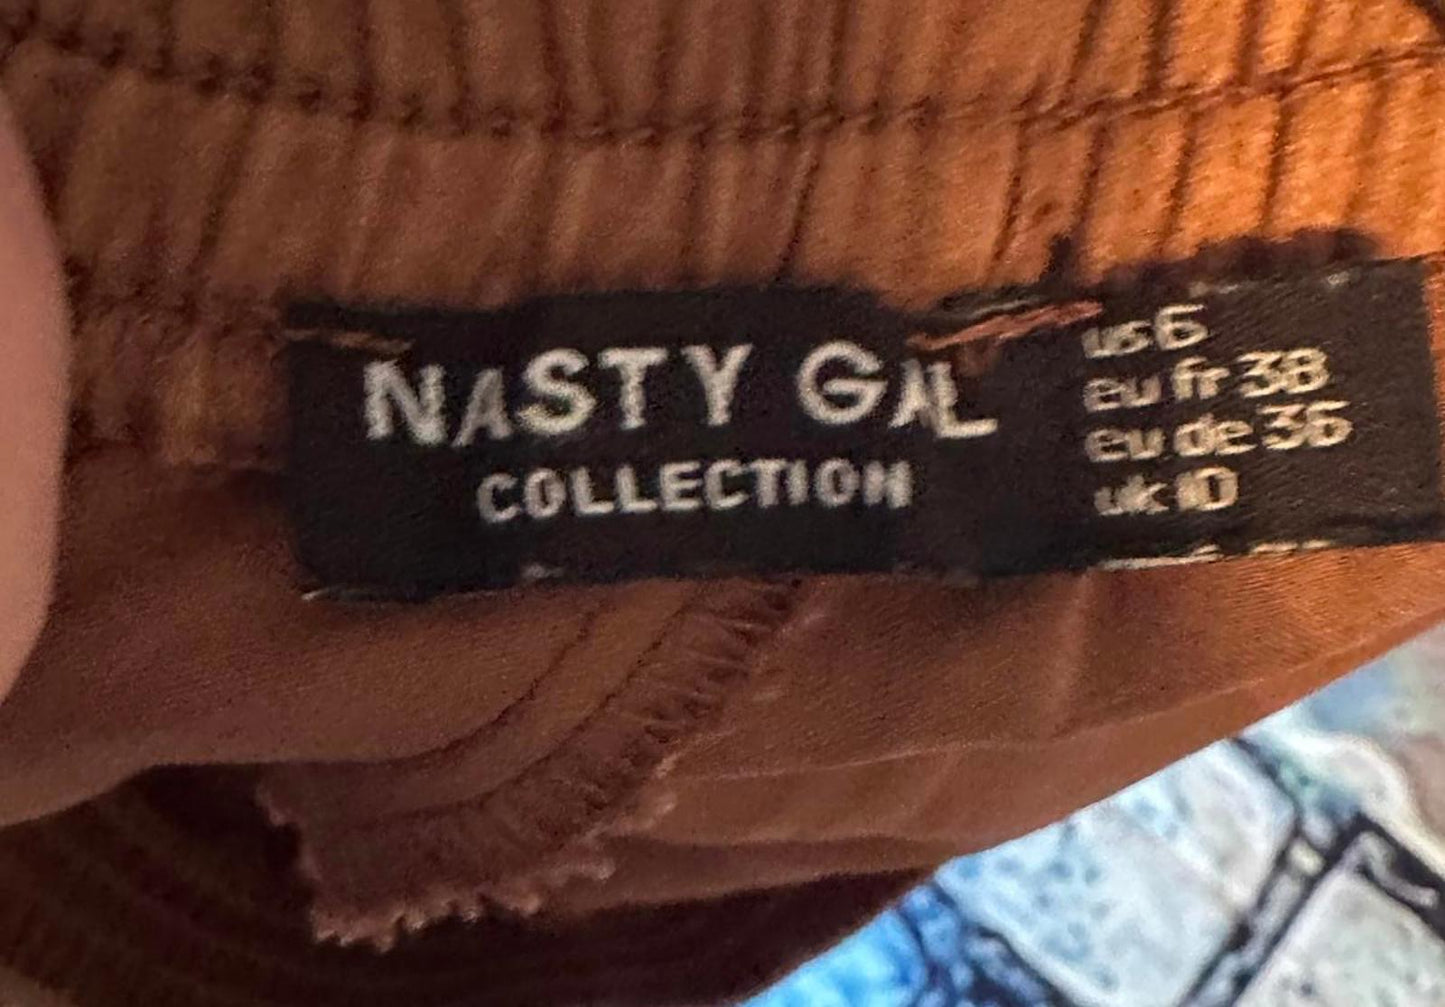 NASTY GAL
COLLECTION
us 6
eu fr 38
eu de 36
uk 10